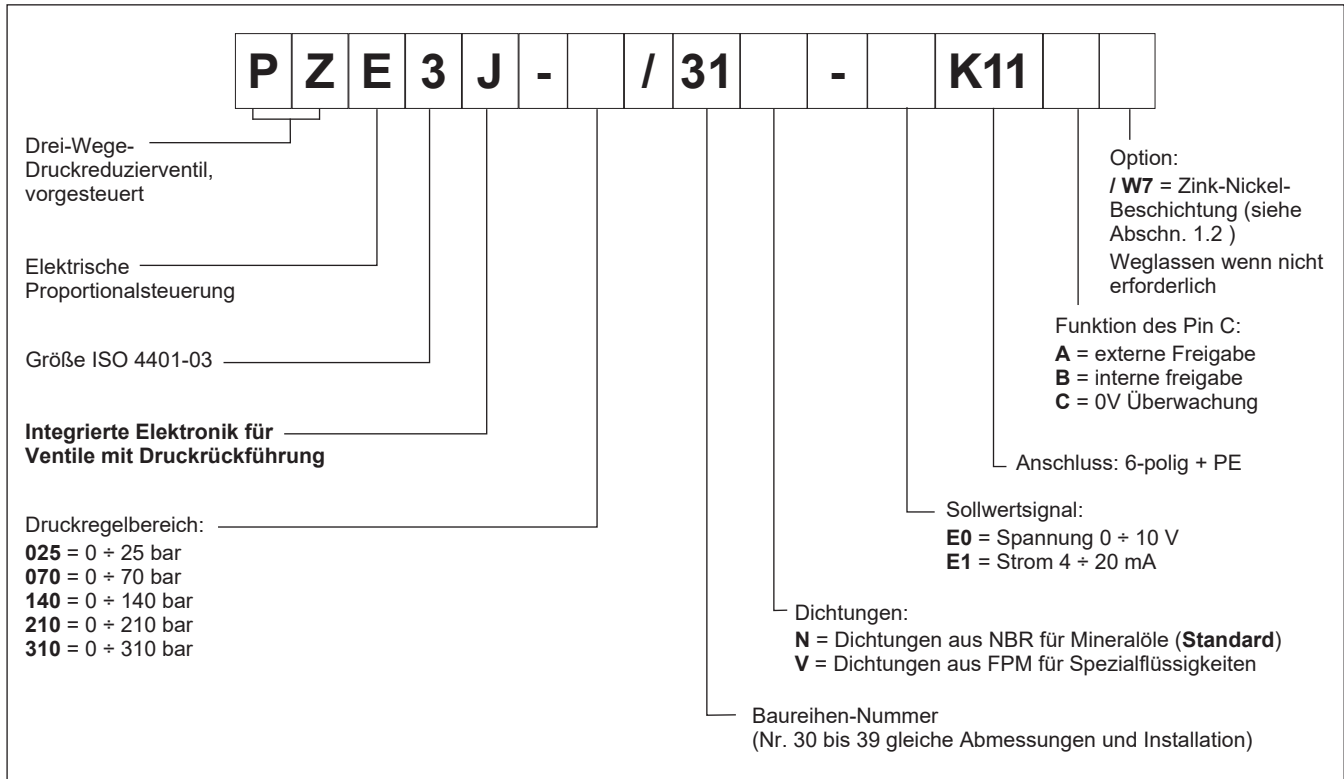 P Z E 3 J - / 31 - K11
Drei-Wege-
Druckreduzierventil,
vorgesteuert
Elektrische
Proportionalsteuerung
Größe ISO 4401-03
Integrierte Elektronik für
Ventile mit Druckrückführung
Druckregelbereich:
025 = 0 ÷ 25 bar
070 = 0 ÷ 70 bar
140 = 0 ÷ 140 bar
210 = 0 ÷ 210 bar
310 = 0 ÷ 310 bar
Option:
/ W7 = Zink-Nickel-
Beschichtung (siehe
Abschn. 1.2 )
Weglassen wenn nicht
erforderlich
Funktion des Pin C:
A = externe Freigabe
B = interne freigabe
C = 0V Überwachung
Anschluss: 6-polig + PE
Sollwertsignal:
E0 = Spannung 0 ÷ 10 V
E1 = Strom 4 ÷ 20 mA
Dichtungen:
N = Dichtungen aus NBR für Mineralöle (Standard)
V = Dichtungen aus FPM für Spezialflüssigkeiten
Baureihen-Nummer
(Nr. 30 bis 39 gleiche Abmessungen und Installation)